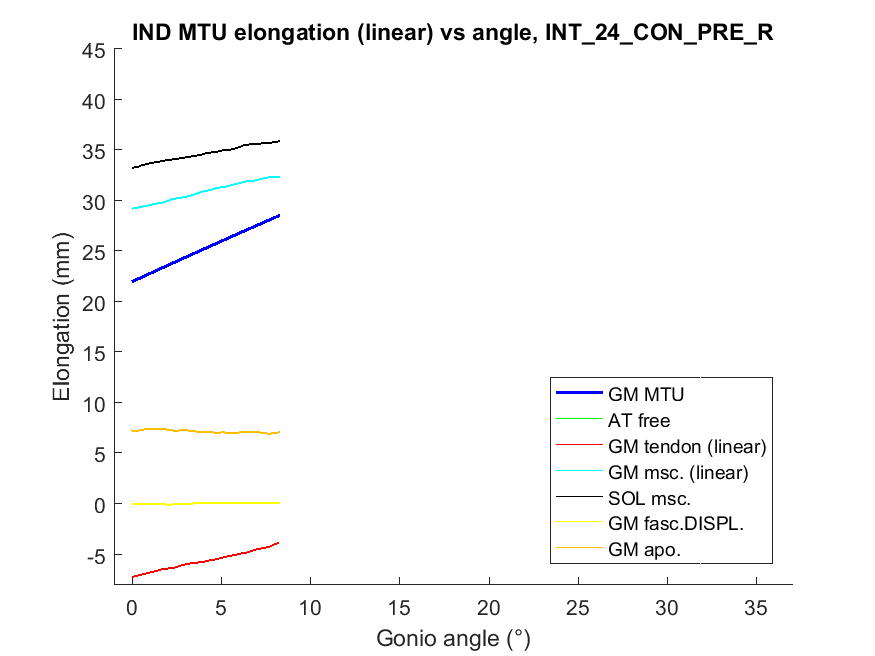 IND MTU elongation (linear) vs angle, INT_24_CON_PRE_R
45
40
35
30
25
20
15
10
5
0
-5
Elongation (mm)
0 5 10 15 20 25 30 35
Gonio angle (°)
GM MTU
AT free
GM tendon (linear)
GM msc. (linear)
SOL msc.
GM fasc.DISPL.
GM apo.